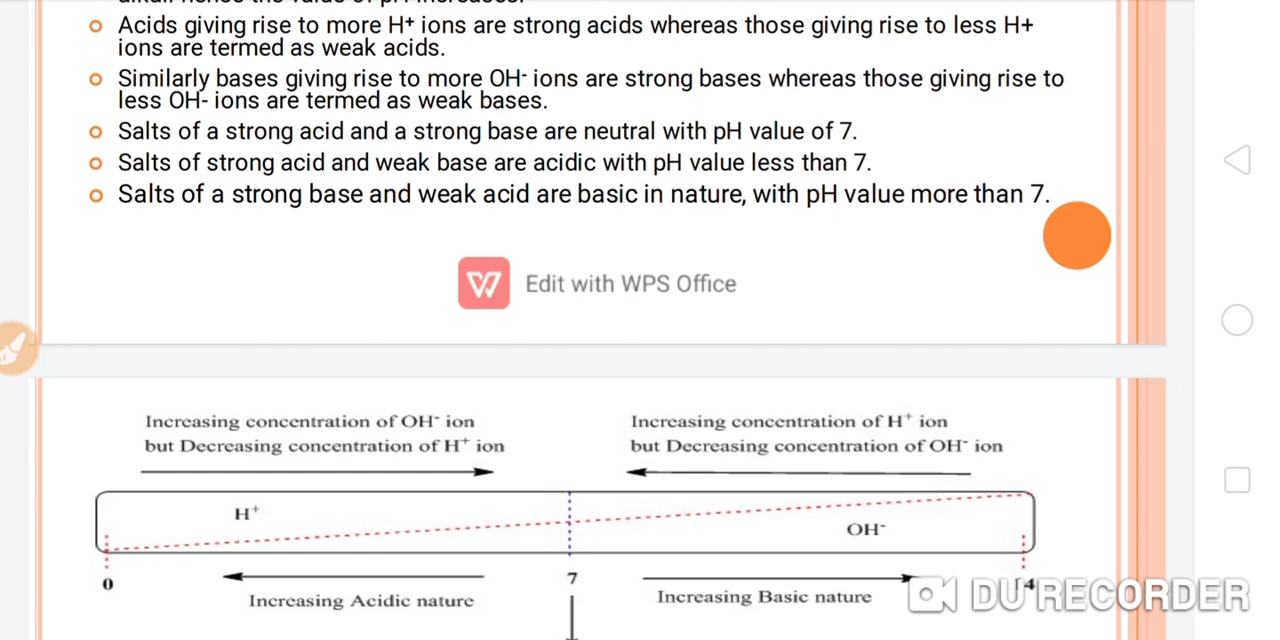 Acids giving rise to more H⁺ ions are strong acids whereas those giving rise to less H+
ions are termed as weak acids.
Similarly bases giving rise to more OH⁻ ions are strong bases whereas those giving rise to
less OH- ions are termed as weak bases.
Salts of a strong acid and a strong base are neutral with pH value of 7.
Salts of strong acid and weak base are acidic with pH value less than 7.
Salts of a strong base and weak acid are basic in nature, with pH value more than 7.
Edit with WPS Office
Increasing concentration of OH⁻ ion
but Decreasing concentration of H⁺ ion
Increasing concentration of H⁺ ion
but Decreasing concentration of OH⁻ ion
H⁺
OH⁻
0
7
14
Increasing Acidic nature
Increasing Basic nature
DU RECORDER